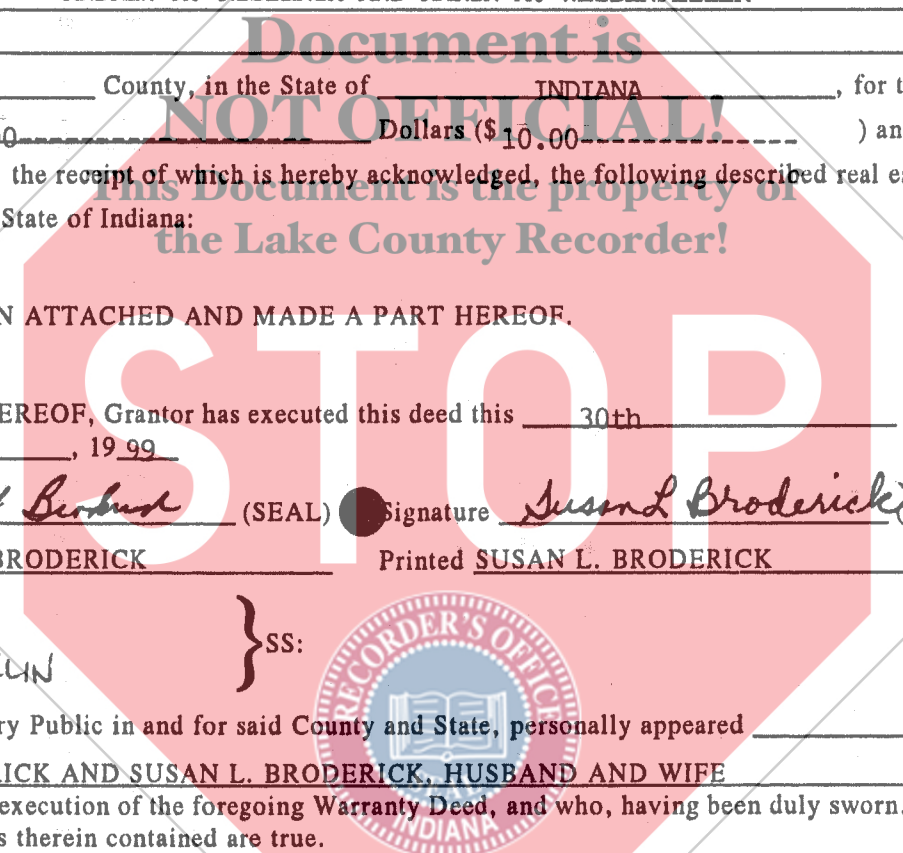 Document is
County, in the State of INDIANA, for t
NOT OFFICIAL!
0 Dollars ($ 10.00 ) an
the receipt of which is hereby acknowledged, the following described real es
This Document is the property of
State of Indiana:
the Lake County Recorder!
N ATTACHED AND MADE A PART HEREOF.
STOP
EREOF, Grantor has executed this deed this 30th
, 19 99
(SEAL) Signature Susan L Broderick (
BRODERICK Printed SUSAN L. BRODERICK
} SS:
RECORDER'S OFFICE
ry Public in and for said County and State, personally appeared
RICK AND SUSAN L. BRODERICK, HUSBAND AND WIFE
SEAL
execution of the foregoing Warranty Deed, and who, having been duly sworn,
INDIANA
s therein contained are true.